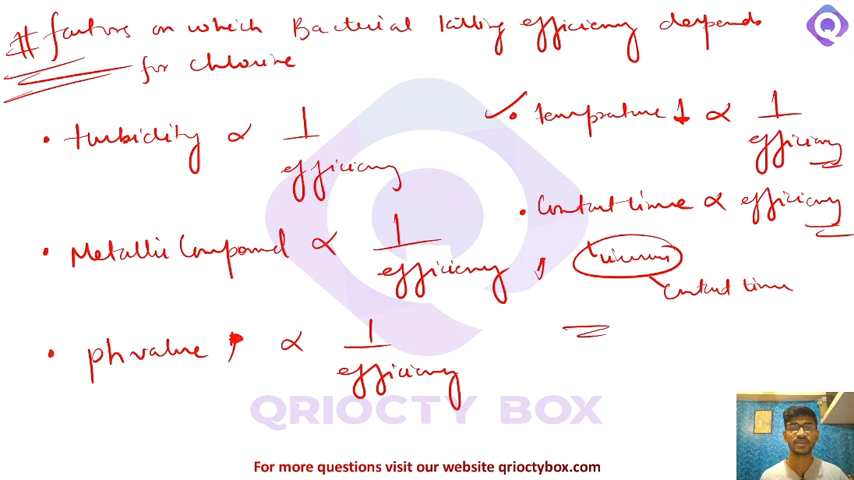 # factors on which Bacterial killing efficiency depends
for chlorine
• turbidity ∝ 1/efficiency
• Metallic Compound ∝ 1/efficiency
• ph value ∝ 1/efficiency
✓• temprature ↓ ∝ 1/efficiency
• Contact time ∝ efficiency
contact time
QRIOCTY BOX
For more questions visit our website qrioctybox.com